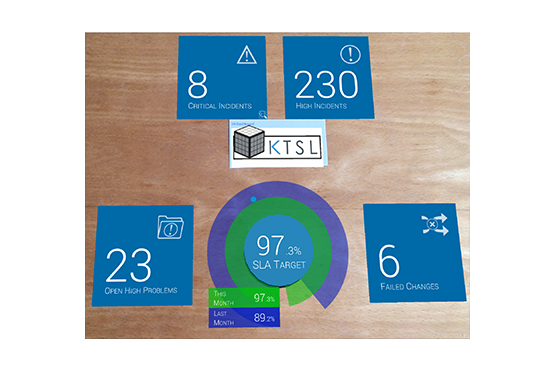 8
CRITICAL INCIDENTS
230
HIGH INCIDENTS
KTSL
23
OPEN HIGH PROBLEMS
97.3%
SLA TARGET
6
FAILED CHANGES
THIS MONTH 97.3%
LAST MONTH 89.2%